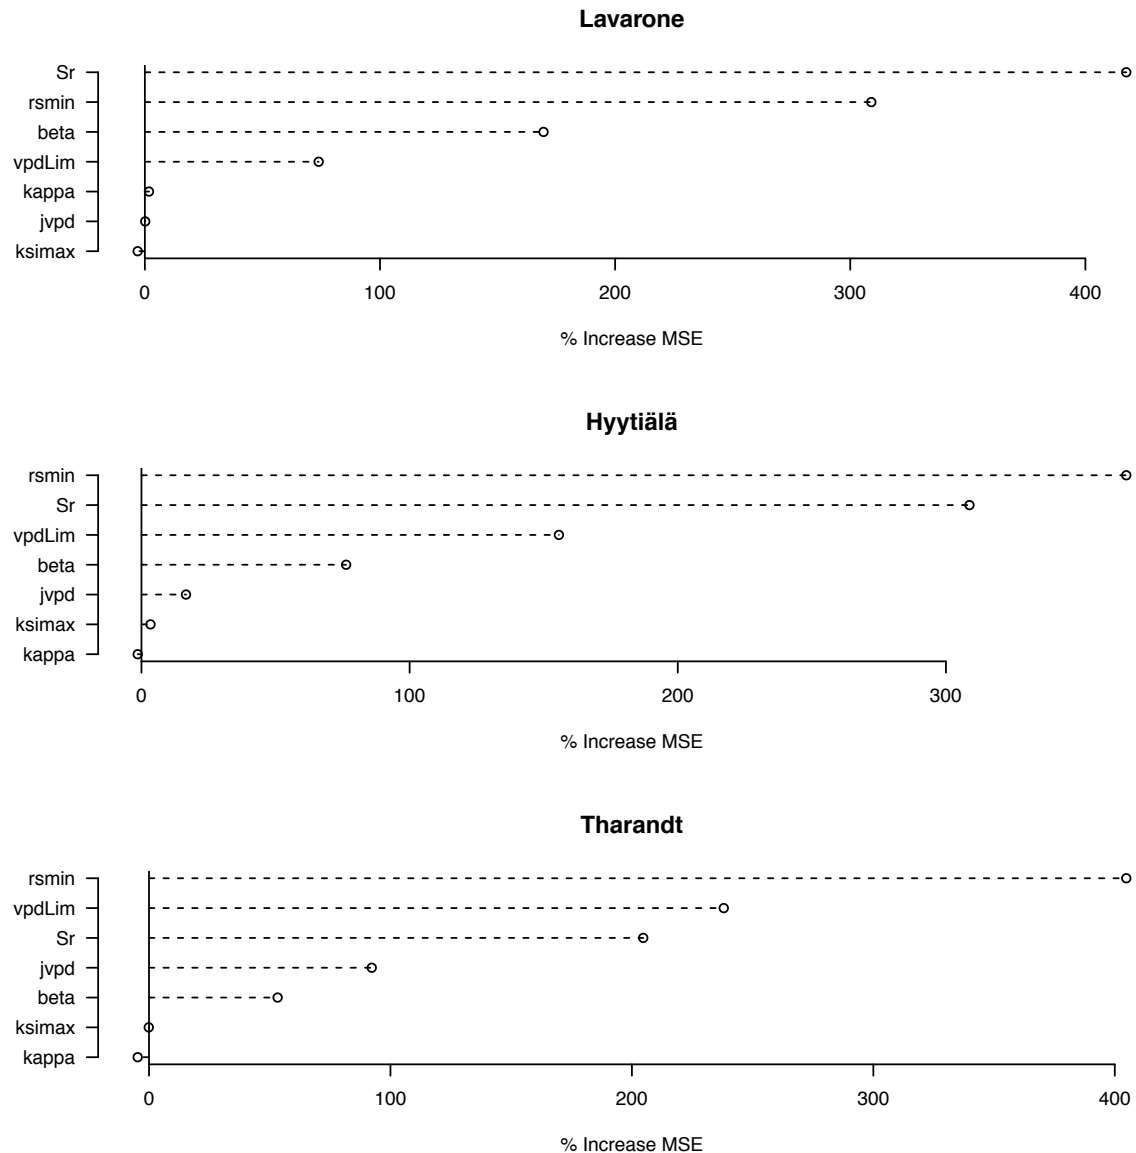 Lavarone
Sr
rsmin
beta
vpdLim
kappa
jvpd
ksimax
0 100 200 300 400
% Increase MSE
Hyytiälä
rsmin
Sr
vpdLim
beta
jvpd
ksimax
kappa
0 100 200 300
% Increase MSE
Tharandt
rsmin
vpdLim
Sr
jvpd
beta
ksimax
kappa
0 100 200 300 400
% Increase MSE